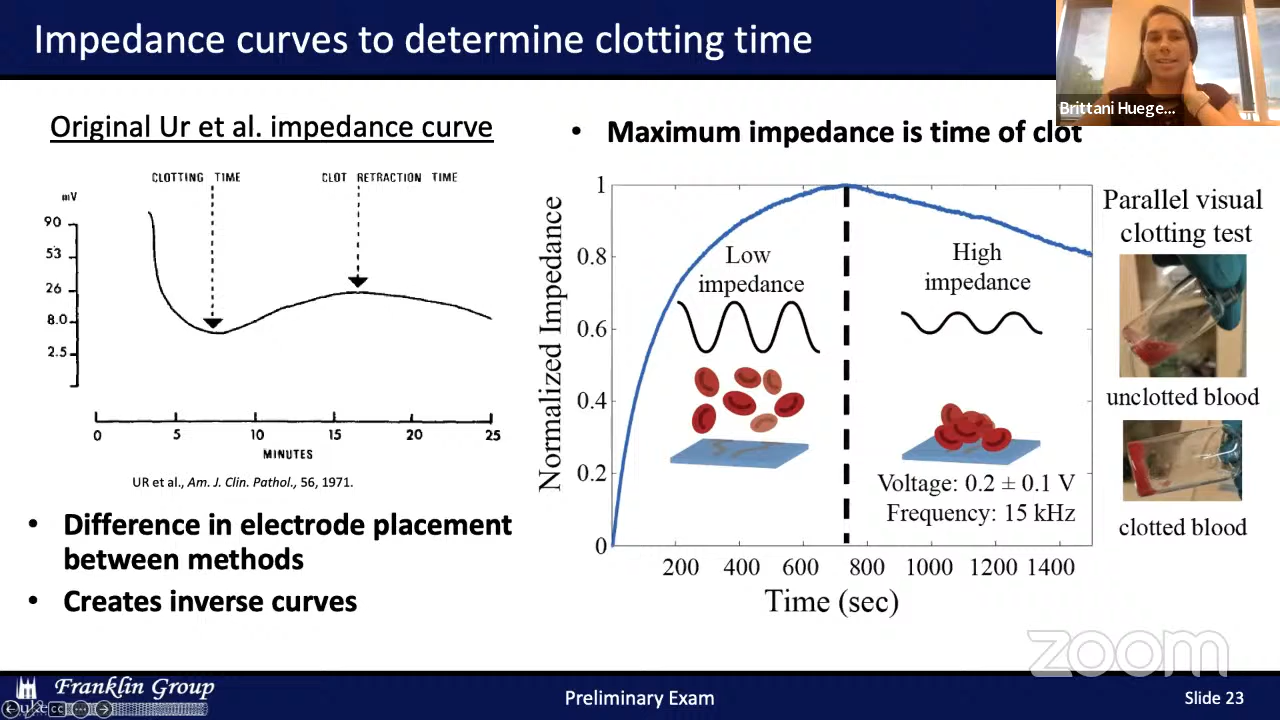 Impedance curves to determine clotting time
Brittani Huege...
Original Ur et al. impedance curve
CLOTTING TIME
CLOT RETRACTION TIME
mV
90
53
26
8.0
2.5
0
5
10
15
20
25
MINUTES
UR et al., Am. J. Clin. Pathol., 56, 1971.
• Difference in electrode placement
between methods
• Creates inverse curves
• Maximum impedance is time of clot
Normalized Impedance
1
0.8
0.6
0.4
0.2
0
Low
impedance
High
impedance
Voltage: 0.2 ± 0.1 V
Frequency: 15 kHz
200
400
600
800
1000
1200
1400
Time (sec)
Parallel visual
clotting test
unclotted blood
clotted blood
zoom
Franklin Group
Preliminary Exam
Slide 23